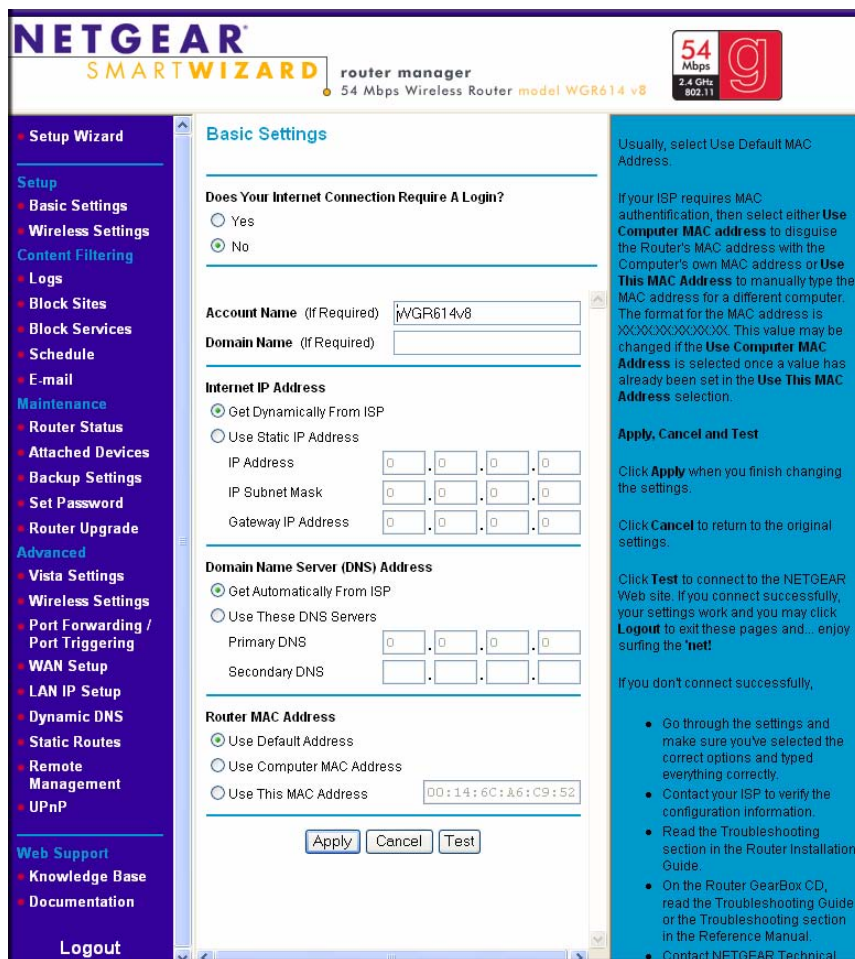 NETGEAR
SMARTWIZARD
router manager
54 Mbps Wireless Router model WGR614 v8
54
Mbps
2.4 GHz
802.11
g
Setup Wizard
Setup
Basic Settings
Wireless Settings
Content Filtering
Logs
Block Sites
Block Services
Schedule
E-mail
Maintenance
Router Status
Attached Devices
Backup Settings
Set Password
Router Upgrade
Advanced
Vista Settings
Wireless Settings
Port Forwarding /
Port Triggering
WAN Setup
LAN IP Setup
Dynamic DNS
Static Routes
Remote
Management
UPnP
Web Support
Knowledge Base
Documentation
Logout
Basic Settings
Does Your Internet Connection Require A Login?
Yes
No
Account Name (If Required) WGR614v8
Domain Name (If Required)
Internet IP Address
Get Dynamically From ISP
Use Static IP Address
IP Address 0 . 0 . 0 . 0
IP Subnet Mask 0 . 0 . 0 . 0
Gateway IP Address 0 . 0 . 0 . 0
Domain Name Server (DNS) Address
Get Automatically From ISP
Use These DNS Servers
Primary DNS 0 . 0 . 0 . 0
Secondary DNS . . .
Router MAC Address
Use Default Address
Use Computer MAC Address
Use This MAC Address 00:14:6C:A6:C9:52
Apply Cancel Test
Usually, select Use Default MAC
Address.
If your ISP requires MAC
authentification, then select either Use
Computer MAC address to disguise
the Router's MAC address with the
Computer's own MAC address or Use
This MAC Address to manually type the
MAC address for a different computer.
The format for the MAC address is
XX:XX:XX:XX:XX:XX. This value may be
changed if the Use Computer MAC
Address is selected once a value has
already been set in the Use This MAC
Address selection.
Apply, Cancel and Test
Click Apply when you finish changing
the settings.
Click Cancel to return to the original
settings.
Click Test to connect to the NETGEAR
Web site. If you connect successfully,
your settings work and you may click
Logout to exit these pages and... enjoy
surfing the 'net!
If you don't connect successfully,
Go through the settings and
make sure you've selected the
correct options and typed
everything correctly.
Contact your ISP to verify the
configuration information.
Read the Troubleshooting
section in the Router Installation
Guide.
On the Router GearBox CD,
read the Troubleshooting Guide
or the Troubleshooting section
in the Reference Manual.
Contact NETGEAR Technical